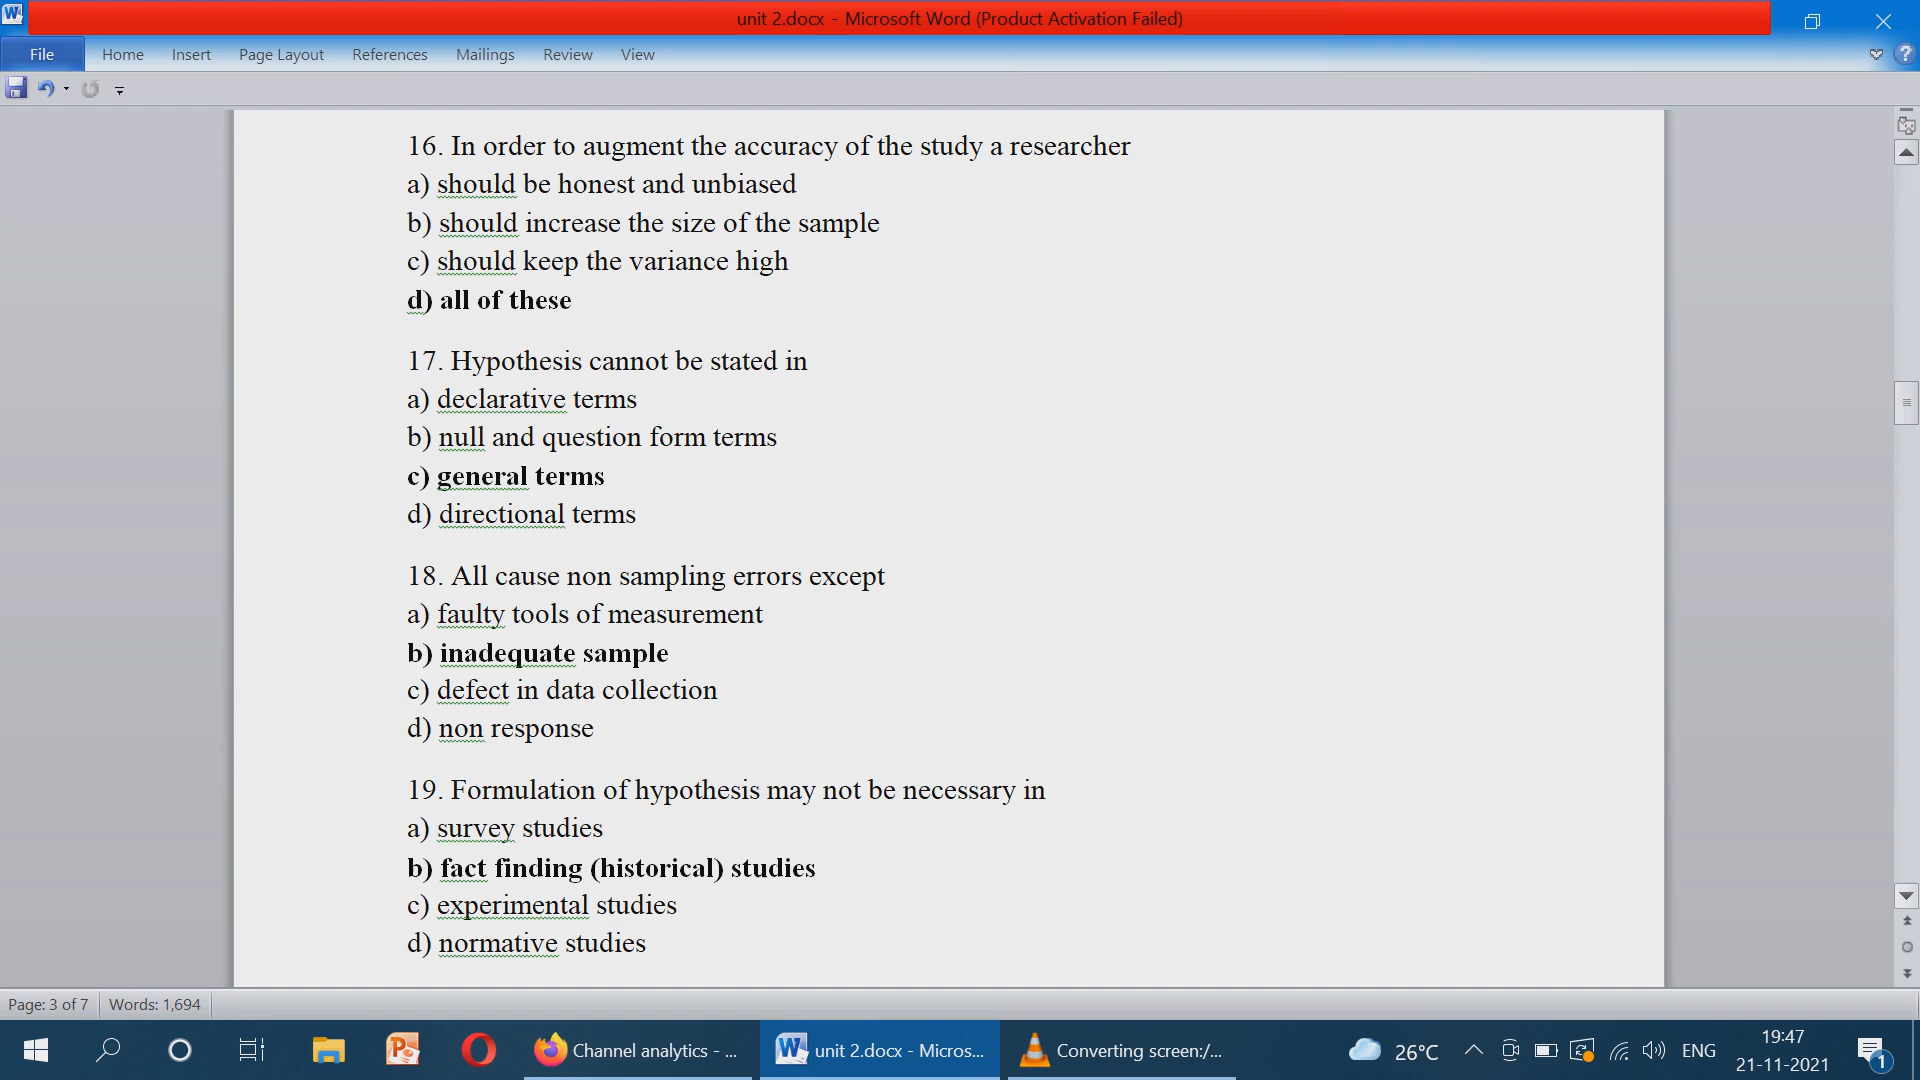 unit 2.docx - Microsoft Word (Product Activation Failed)
File Home Insert Page Layout References Mailings Review View
16. In order to augment the accuracy of the study a researcher
a) should be honest and unbiased
b) should increase the size of the sample
c) should keep the variance high
d) all of these
17. Hypothesis cannot be stated in
a) declarative terms
b) null and question form terms
c) general terms
d) directional terms
18. All cause non sampling errors except
a) faulty tools of measurement
b) inadequate sample
c) defect in data collection
d) non response
19. Formulation of hypothesis may not be necessary in
a) survey studies
b) fact finding (historical) studies
c) experimental studies
d) normative studies
Page: 3 of 7 Words: 1,694
Channel analytics - ... unit 2.docx - Micros... Converting screen:/... 26°C ENG 19:47
21-11-2021 1